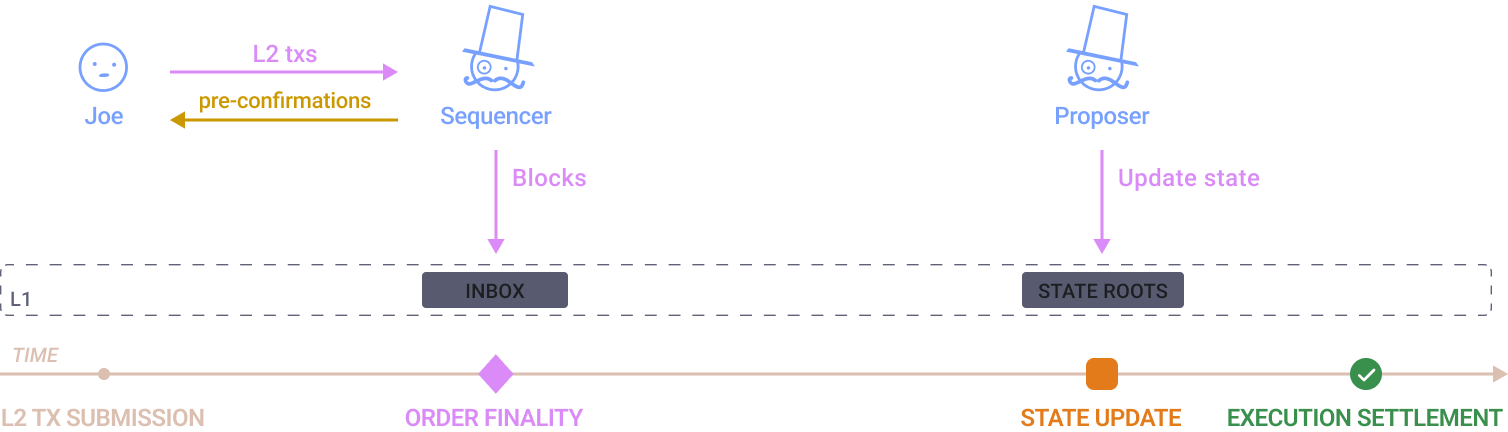 L2 txs
pre-confirmations
Joe
Sequencer
Proposer
Blocks
Update state
L1
INBOX
STATE ROOTS
TIME
L2 TX SUBMISSION
ORDER FINALITY
STATE UPDATE
EXECUTION SETTLEMENT